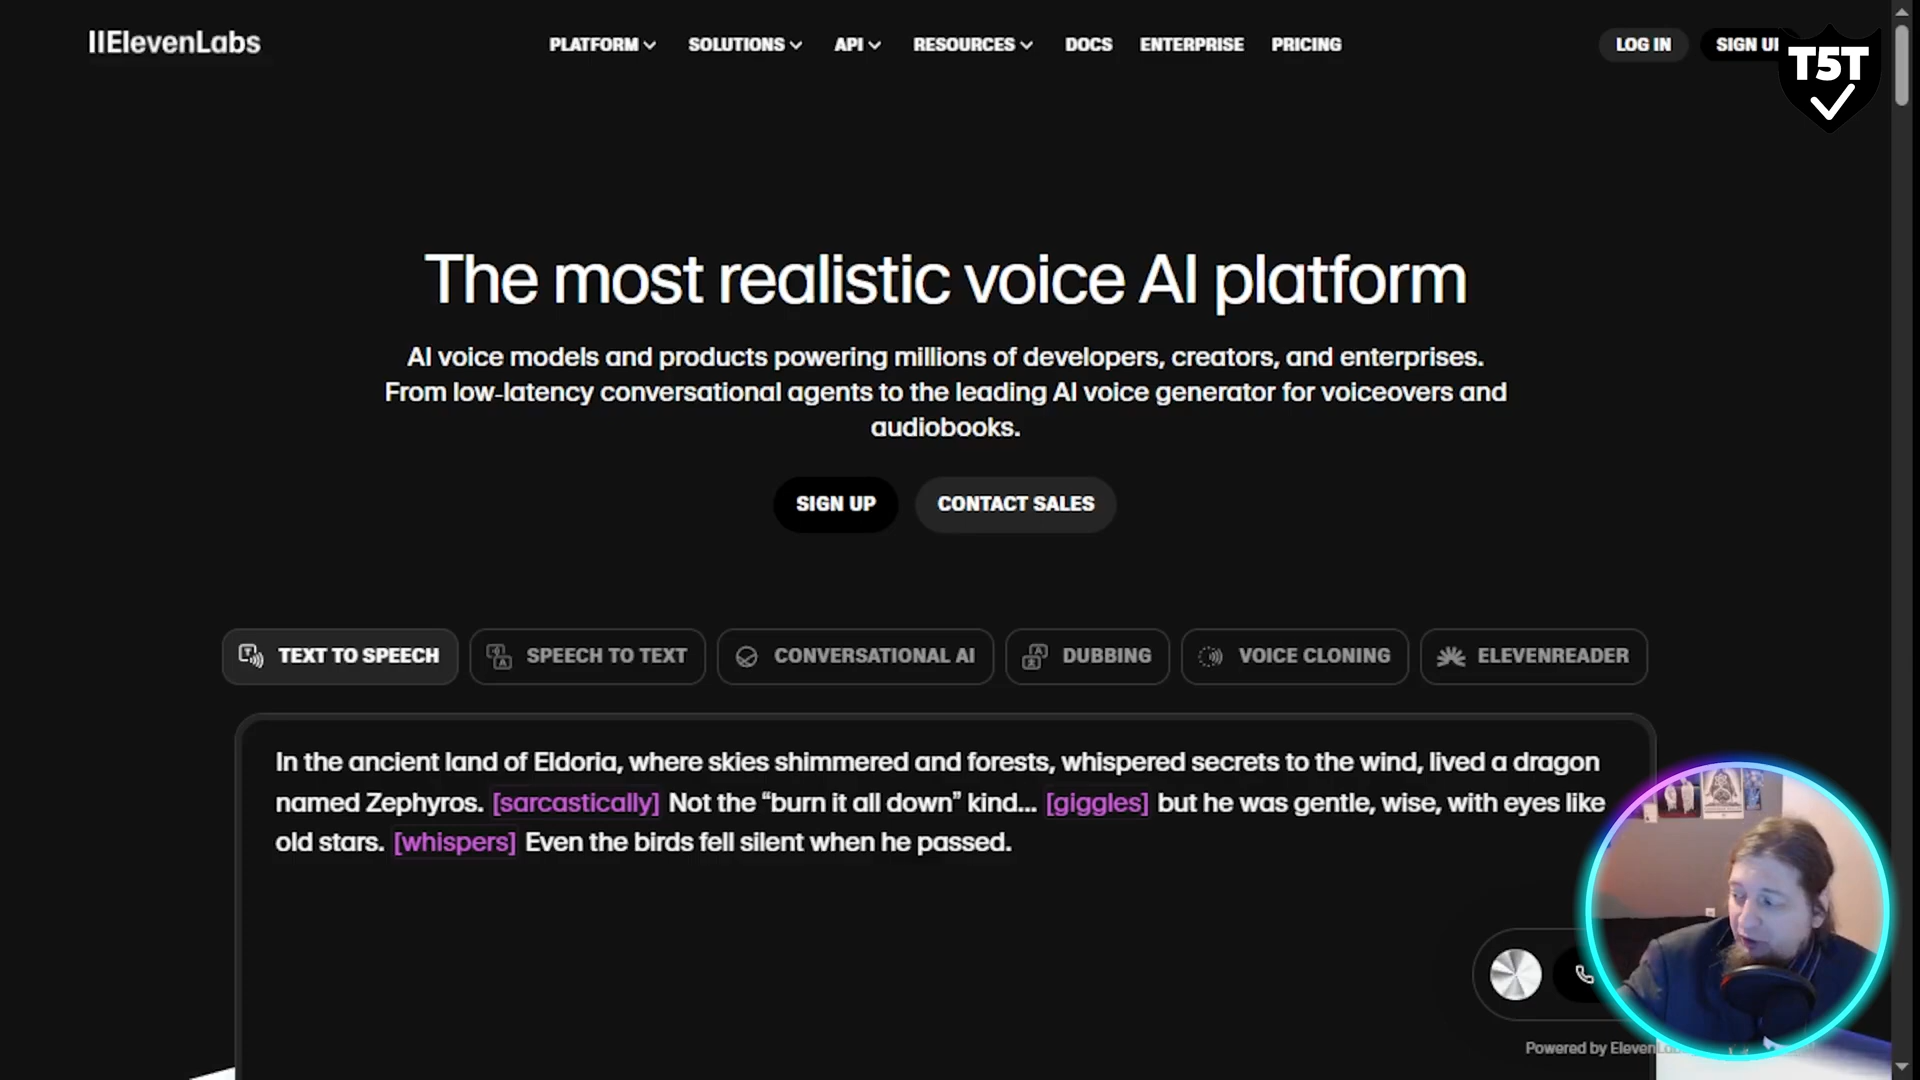 IIElevenLabs
PLATFORM
SOLUTIONS
API
RESOURCES
DOCS
ENTERPRISE
PRICING
LOG IN
SIGN
T5T
The most realistic voice AI platform
AI voice models and products powering millions of developers, creators, and enterprises.
From low-latency conversational agents to the leading AI voice generator for voiceovers and
audiobooks.
SIGN UP
CONTACT SALES
TEXT TO SPEECH
SPEECH TO TEXT
CONVERSATIONAL AI
DUBBING
VOICE CLONING
ELEVENREADER
In the ancient land of Eldoria, where skies shimmered and forests, whispered secrets to the wind, lived a dragon
named Zephyros. [sarcastically] Not the “burn it all down” kind... [giggles] but he was gentle, wise, with eyes like
old stars. [whispers] Even the birds fell silent when he passed.
Powered by